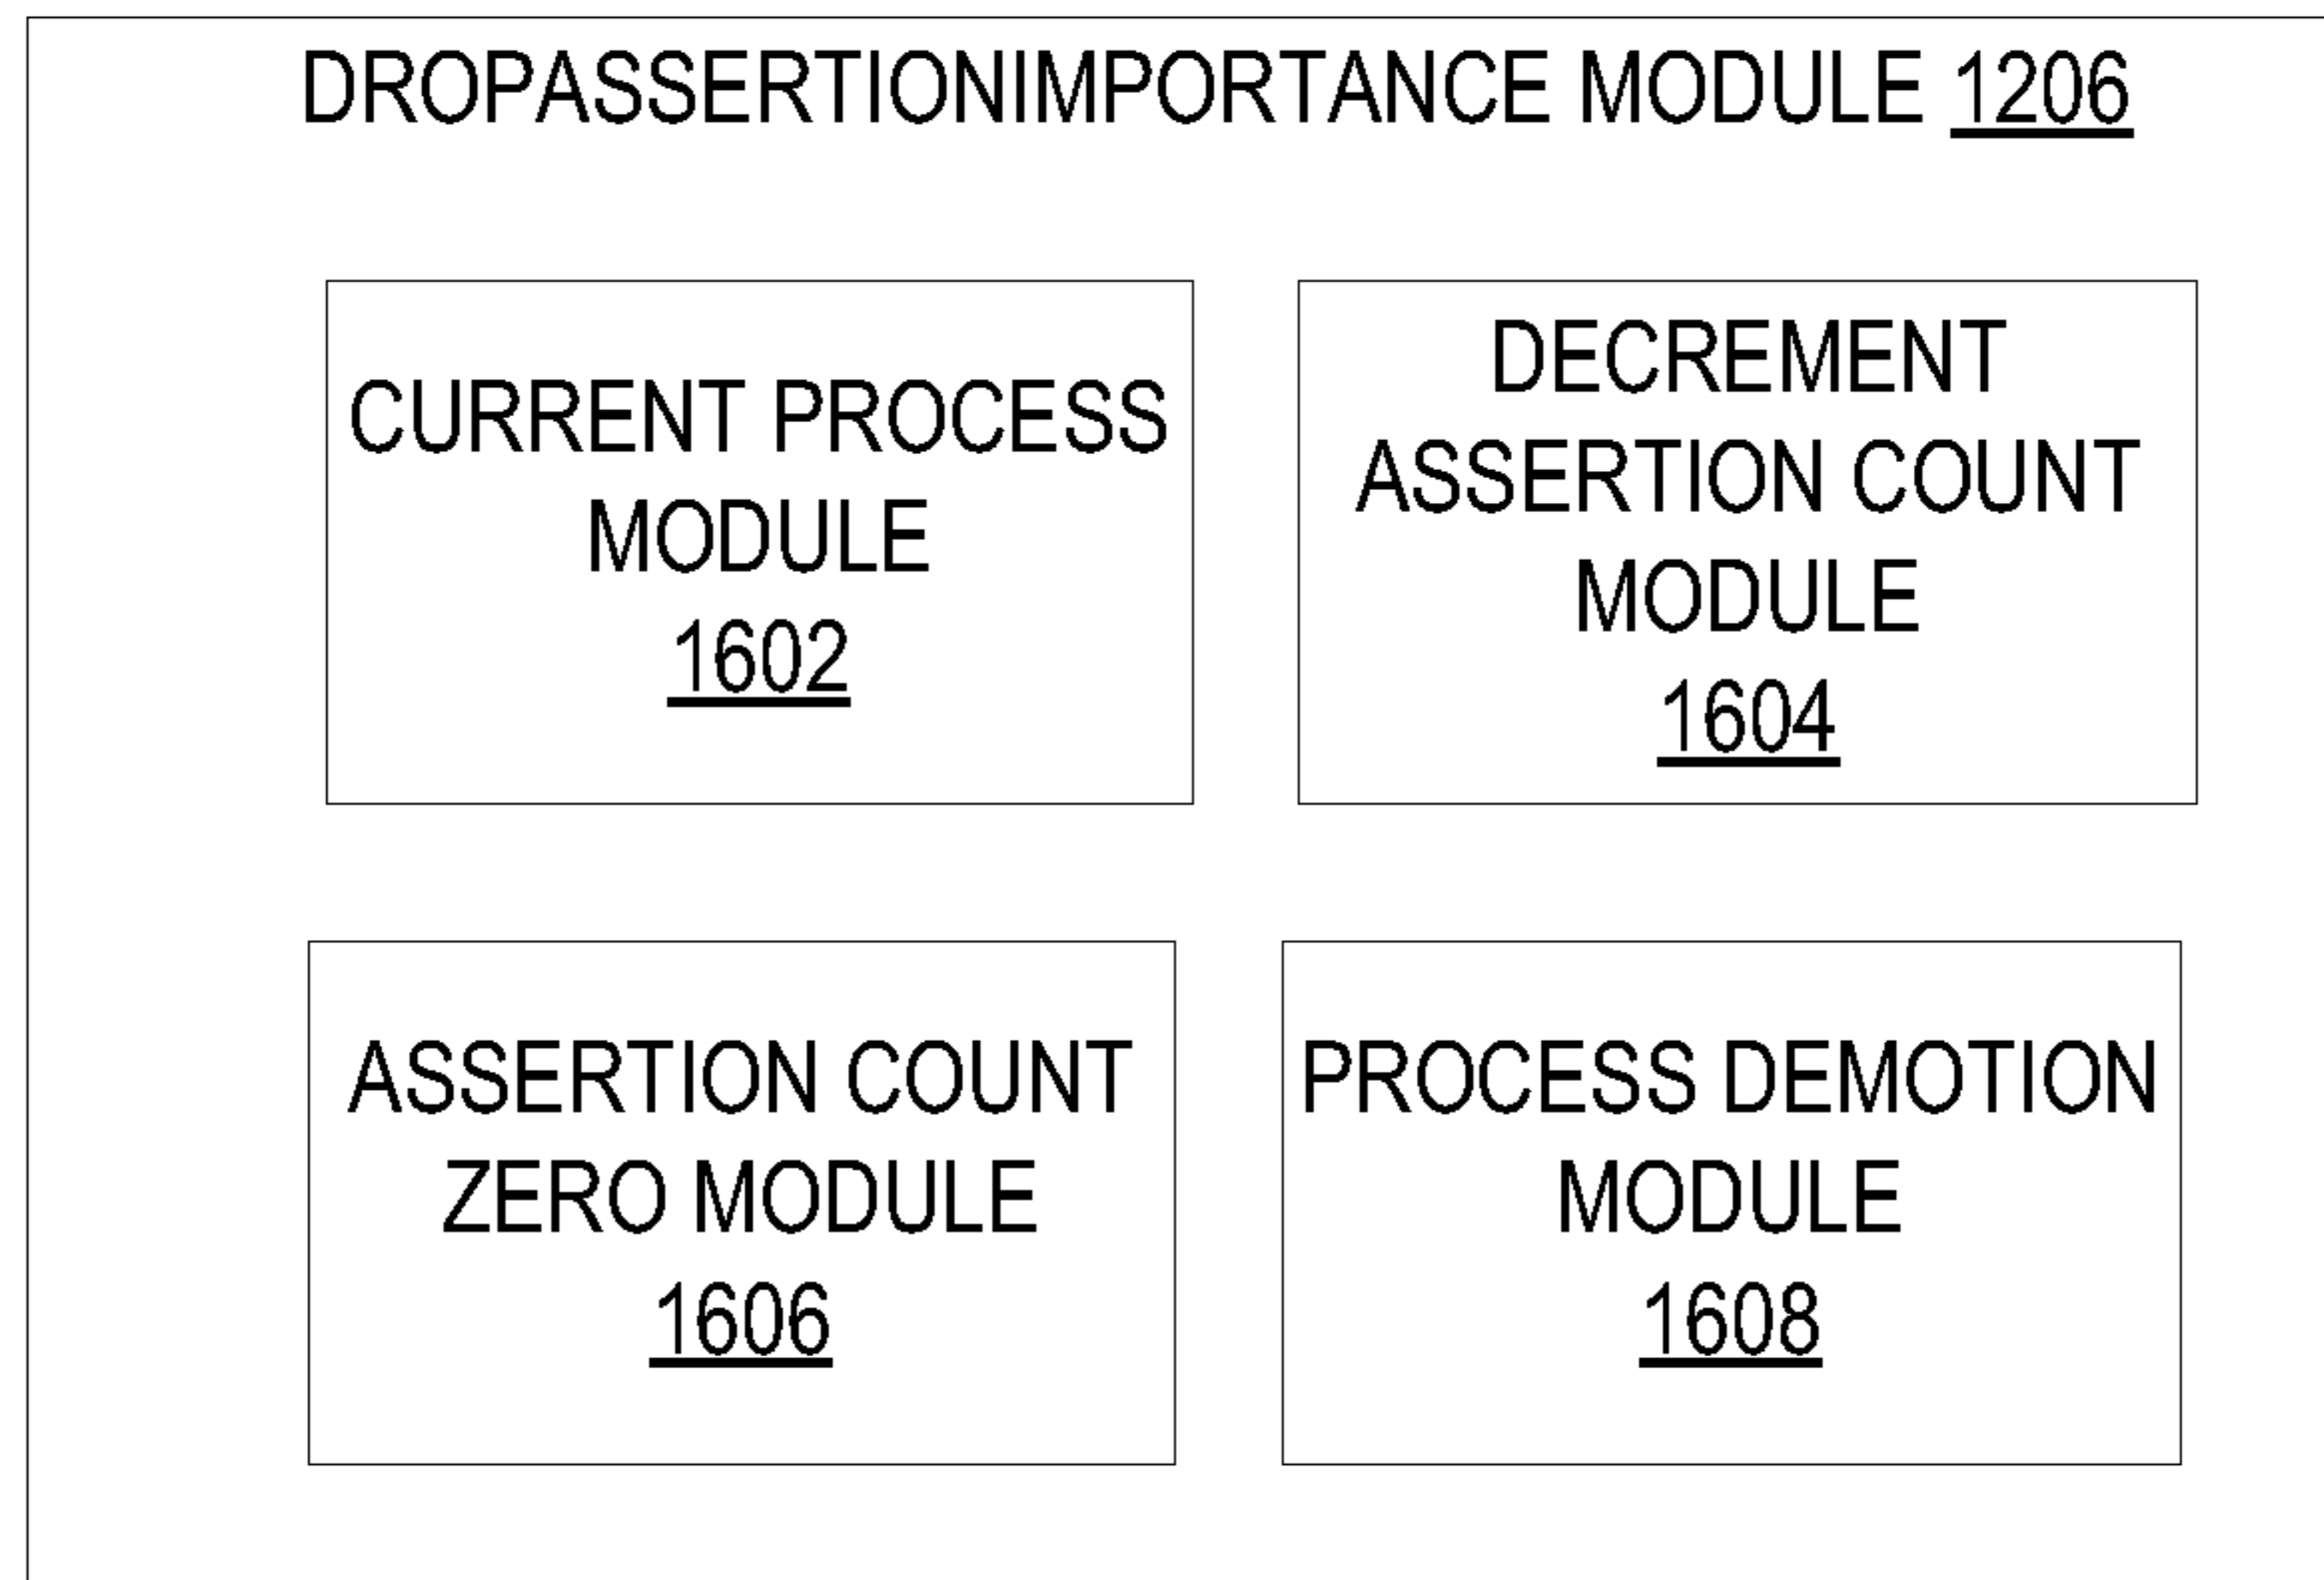 DROPASSERTIONIMPORTANCE MODULE 1206
CURRENT PROCESS
MODULE
1602
DECREMENT
ASSERTION COUNT
MODULE
1604
ASSERTION COUNT
ZERO MODULE
1606
PROCESS DEMOTION
MODULE
1608